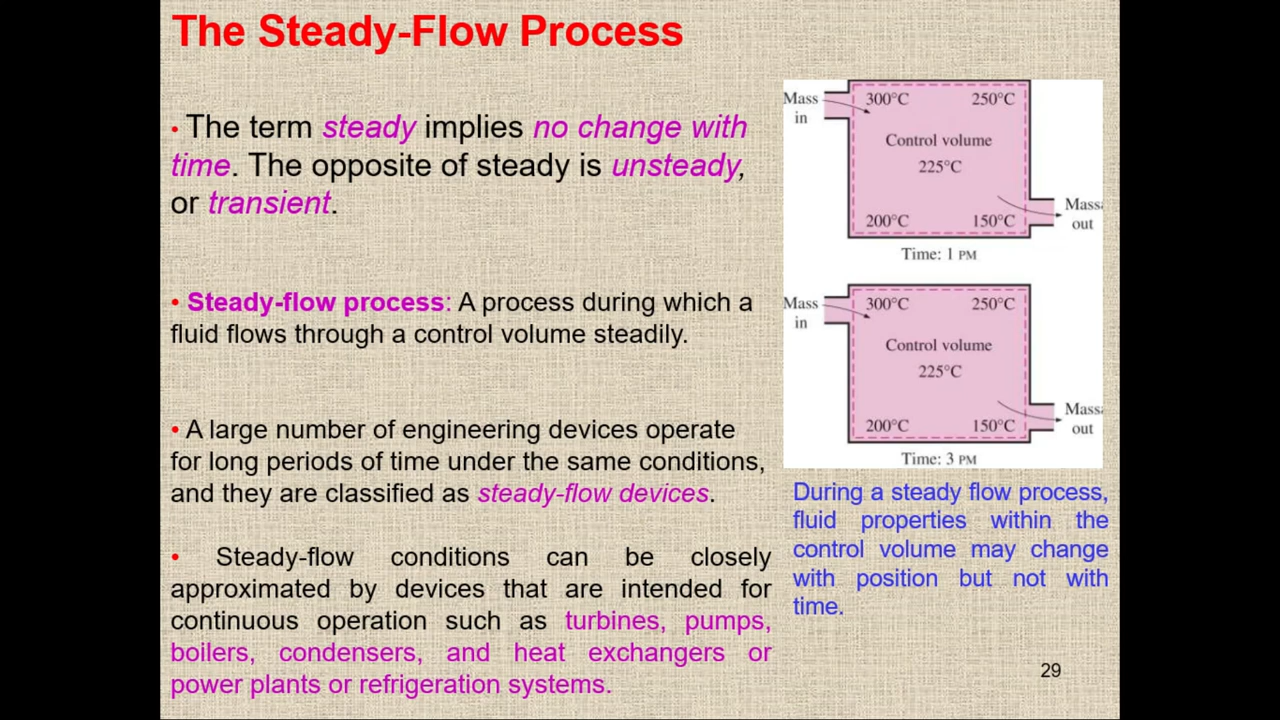 The Steady-Flow Process
• The term steady implies no change with
time. The opposite of steady is unsteady,
or transient.
• Steady-flow process: A process during which a
fluid flows through a control volume steadily.
• A large number of engineering devices operate
for long periods of time under the same conditions,
and they are classified as steady-flow devices.
• Steady-flow conditions can be closely
approximated by devices that are intended for
continuous operation such as turbines, pumps,
boilers, condensers, and heat exchangers or
power plants or refrigeration systems.
Mass
in
300°C 250°C
Control volume
225°C
200°C 150°C
Mass
out
Time: 1 PM
Mass
in
300°C 250°C
Control volume
225°C
200°C 150°C
Mass
out
Time: 3 PM
During a steady flow process,
fluid properties within the
control volume may change
with position but not with
time.
29